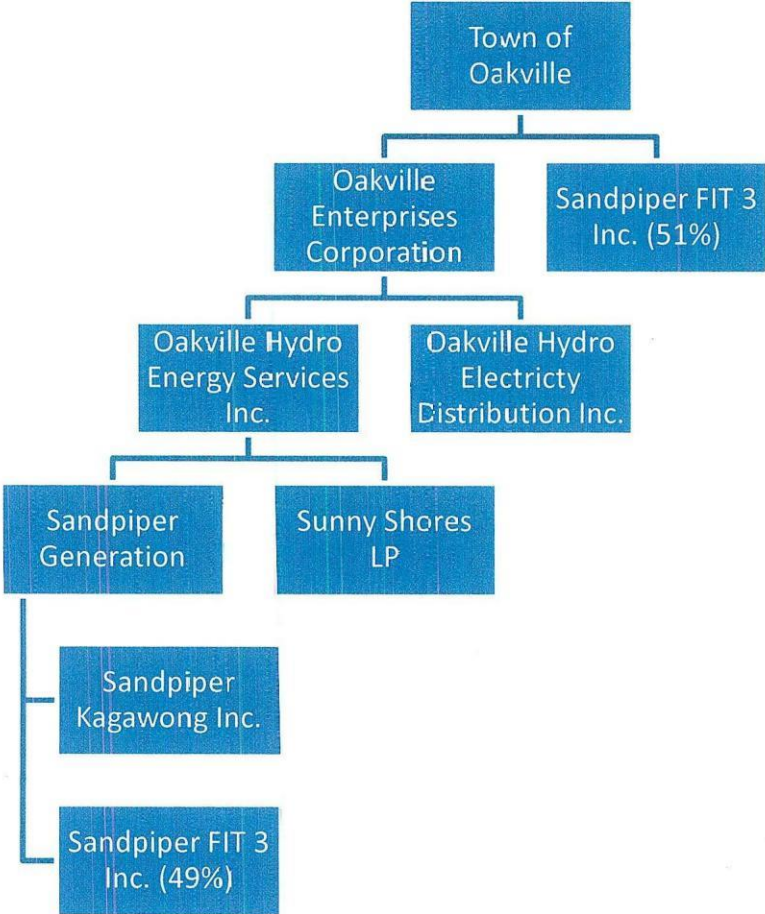 Town of
Oakville
Oakville
Enterprises
Corporation
Sandpiper FIT 3
Inc. (51%)
Oakville Hydro
Energy Services
Inc.
Oakville Hydro
Electricty
Distribution Inc.
Sandpiper
Generation
Sunny Shores
LP
Sandpiper
Kagawong Inc.
Sandpiper FIT 3
Inc. (49%)